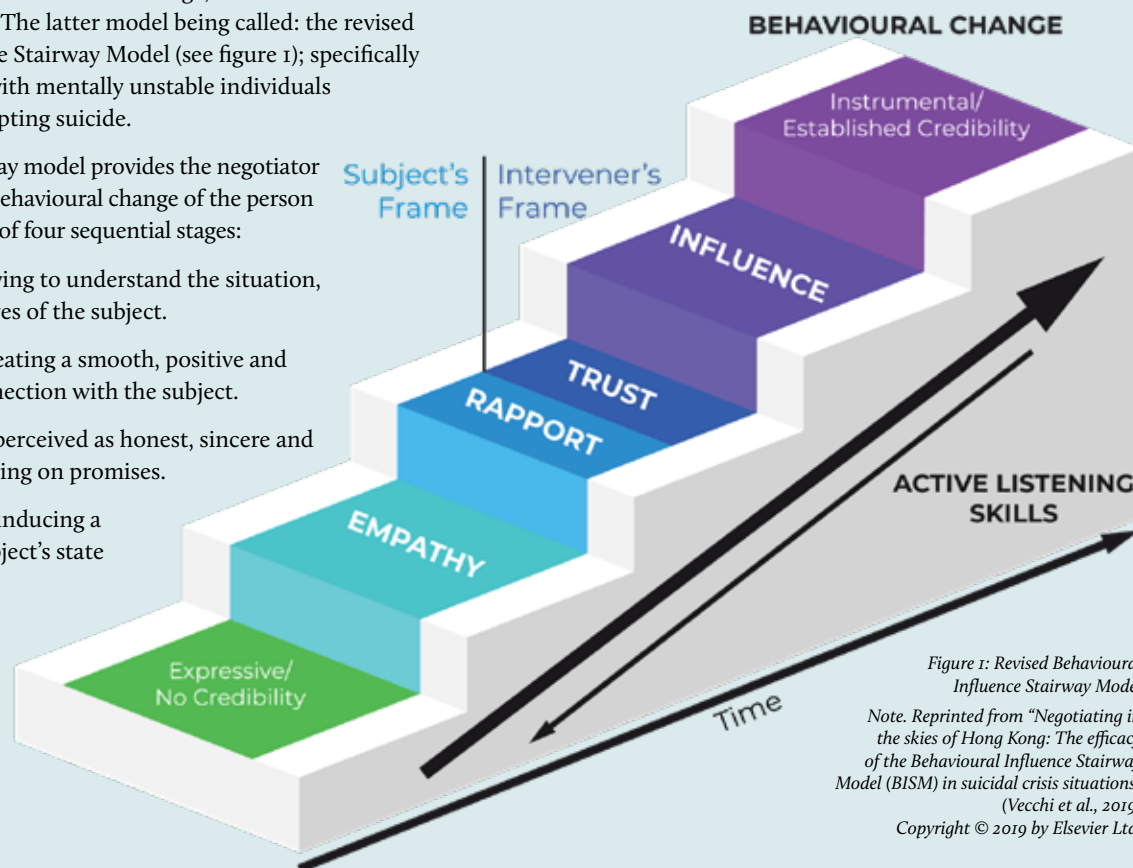 The latter model being called: the revised
e Stairway Model (see figure 1); specifically
with mentally unstable individuals
pting suicide.
ay model provides the negotiator
ehavioural change of the person
of four sequential stages:
ying to understand the situation,
ves of the subject.
eating a smooth, positive and
nection with the subject.
perceived as honest, sincere and
ing on promises.
inducing a
ject's state
BEHAVIOURAL CHANGE
Instrumental/
Established Credibility
Subject's
Frame
Intervener's
Frame
INFLUENCE
TRUST
RAPPORT
EMPATHY
Expressive/
No Credibility
ACTIVE LISTENING
SKILLS
Time
Figure 1: Revised Behavioura
Influence Stairway Mode
Note. Reprinted from “Negotiating i
the skies of Hong Kong: The efficac
of the Behavioural Influence Stairwa
Model (BISM) in suicidal crisis situations
(Vecchi et al., 2019
Copyright © 2019 by Elsevier Ltd